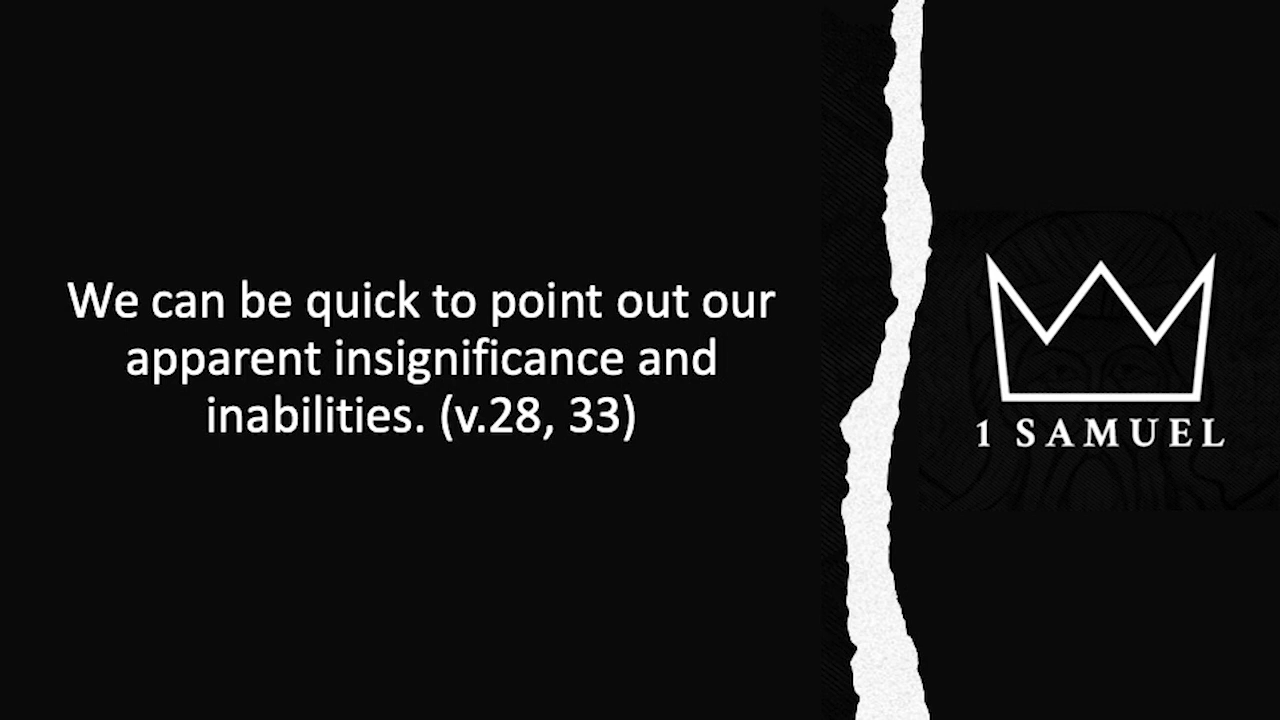 We can be quick to point out our
apparent insignificance and
inabilities. (v.28, 33)
1 SAMUEL